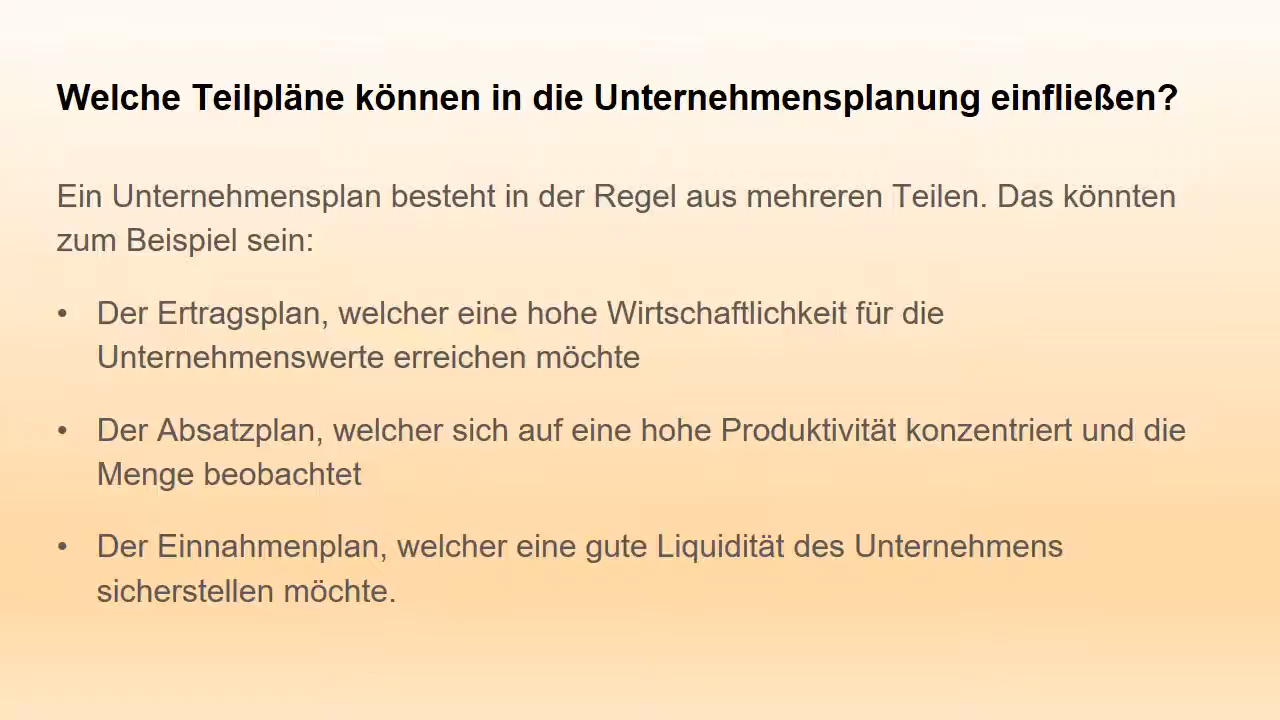 Welche Teilpläne können in die Unternehmensplanung einfließen?
Ein Unternehmensplan besteht in der Regel aus mehreren Teilen. Das könnten
zum Beispiel sein:
• Der Ertragsplan, welcher eine hohe Wirtschaftlichkeit für die
Unternehmenswerte erreichen möchte
• Der Absatzplan, welcher sich auf eine hohe Produktivität konzentriert und die
Menge beobachtet
• Der Einnahmenplan, welcher eine gute Liquidität des Unternehmens
sicherstellen möchte.